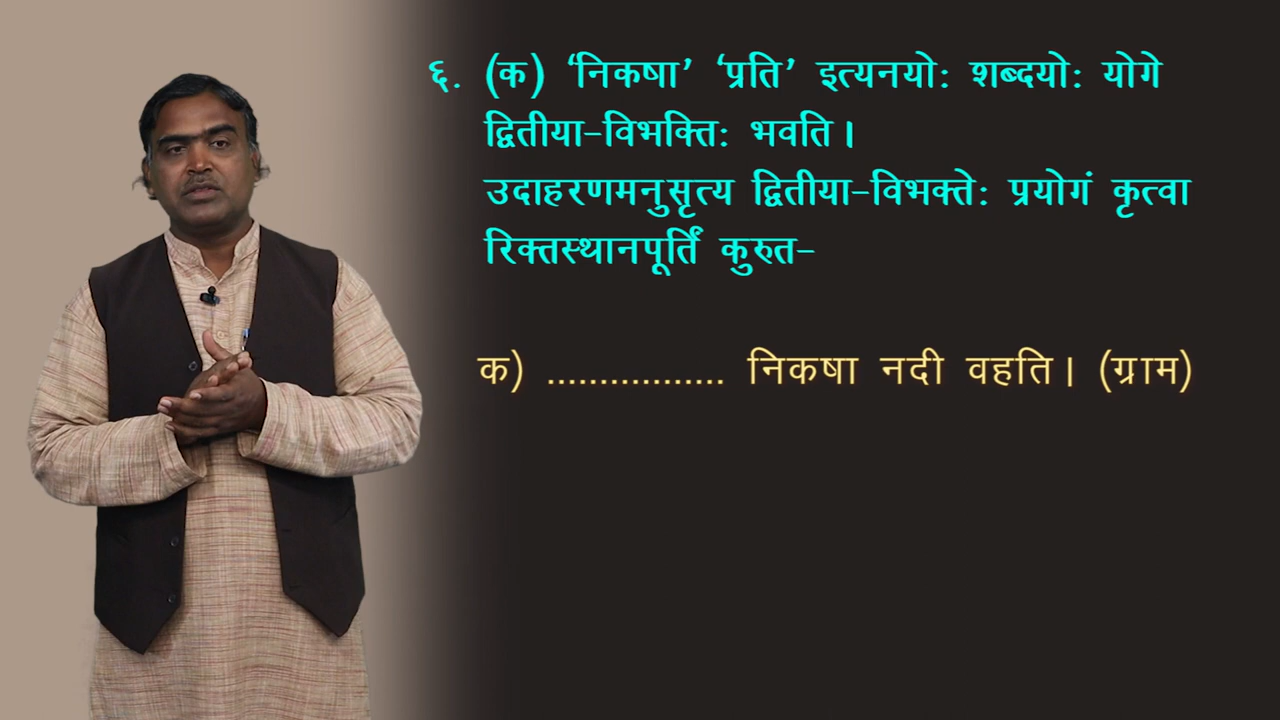 ६. (क) ‘निकषा’ ‘प्रति’ इत्यनयोः शब्दयोः योगे
द्वितीया-विभक्तिः भवति।
उदाहरणमनुसृत्य द्वितीया-विभक्तेः प्रयोगं कृत्वा
रिक्तस्थानपूर्तिं कुरुत-
क) ................. निकषा नदी वहति। (ग्राम)